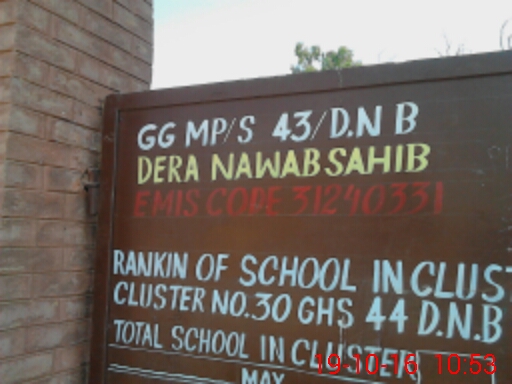 GG MP/S 43/D.N B
DERA NAWAB SAHIB
EMIS CODE 31240331
RANKIN OF SCHOOL IN CLUST
CLUSTER NO.30 GHS 44 D.N.B
TOTAL SCHOOL IN CLUSTER
MAY
19-10-16 10:53